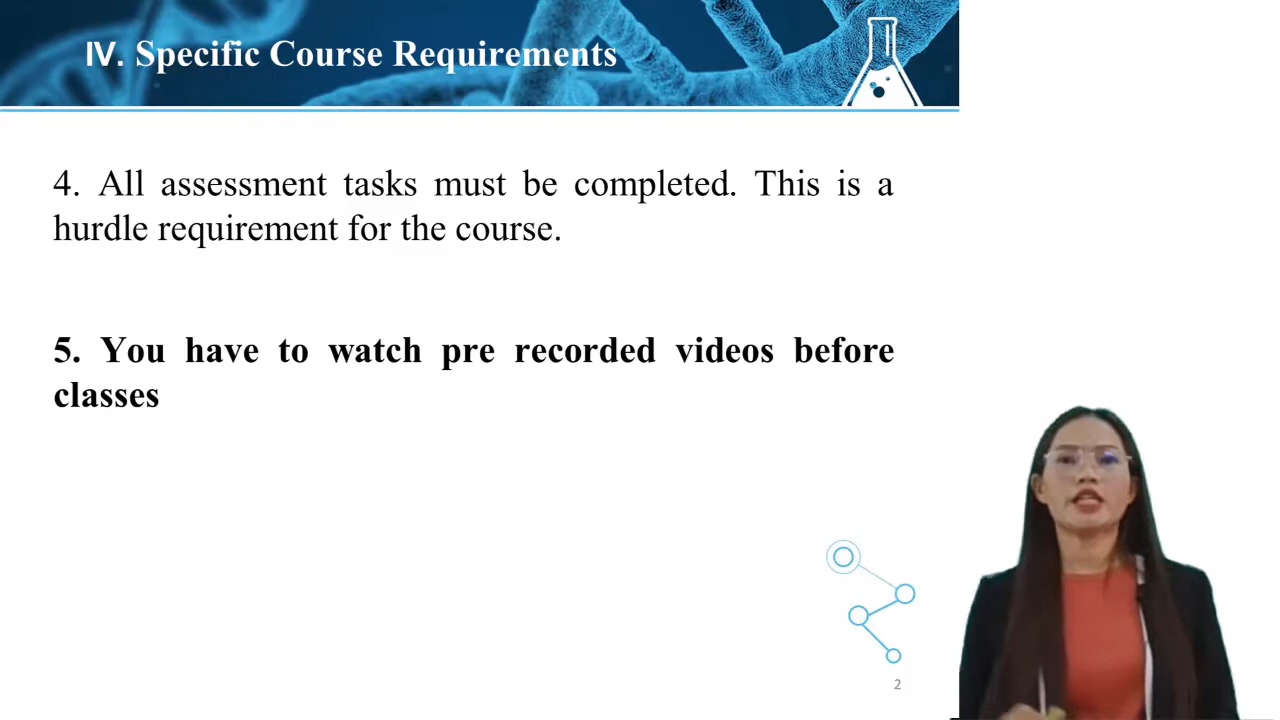 IV. Specific Course Requirements
4. All assessment tasks must be completed. This is a
hurdle requirement for the course.
5. You have to watch pre recorded videos before
classes
2